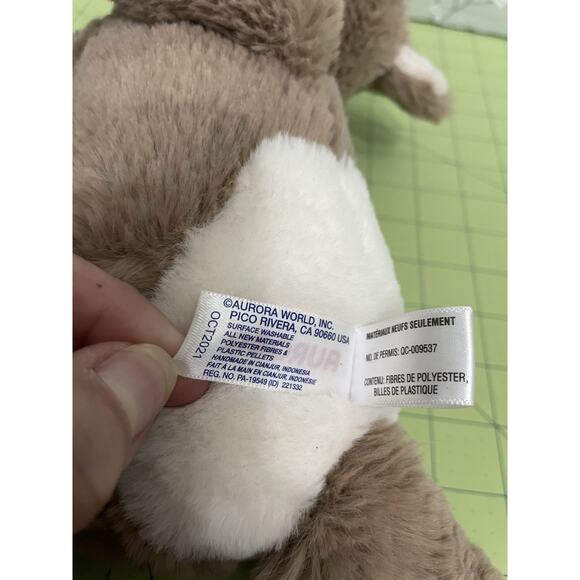 ©AURORA WORLD, INC.
PICO RIVERA, CA 90660 USA
SURFACE WASHABLE
ALL NEW MATERIALS
POLYESTER FIBRES &
PLASTIC PELLETS
HANDMADE IN CIANJUR, INDONESIA
FAIT À LA MAIN EN CIANJUR, INDONESIE
REG. NO. PA-19549 (ID) 221332
OCT2021
AUR
MATÉRIAUX NEUFS SEULEMENT
NO. DE PERMIS: QC-009537
CONTENU: FIBRES DE POLYESTER,
BILLES DE PLASTIQUE